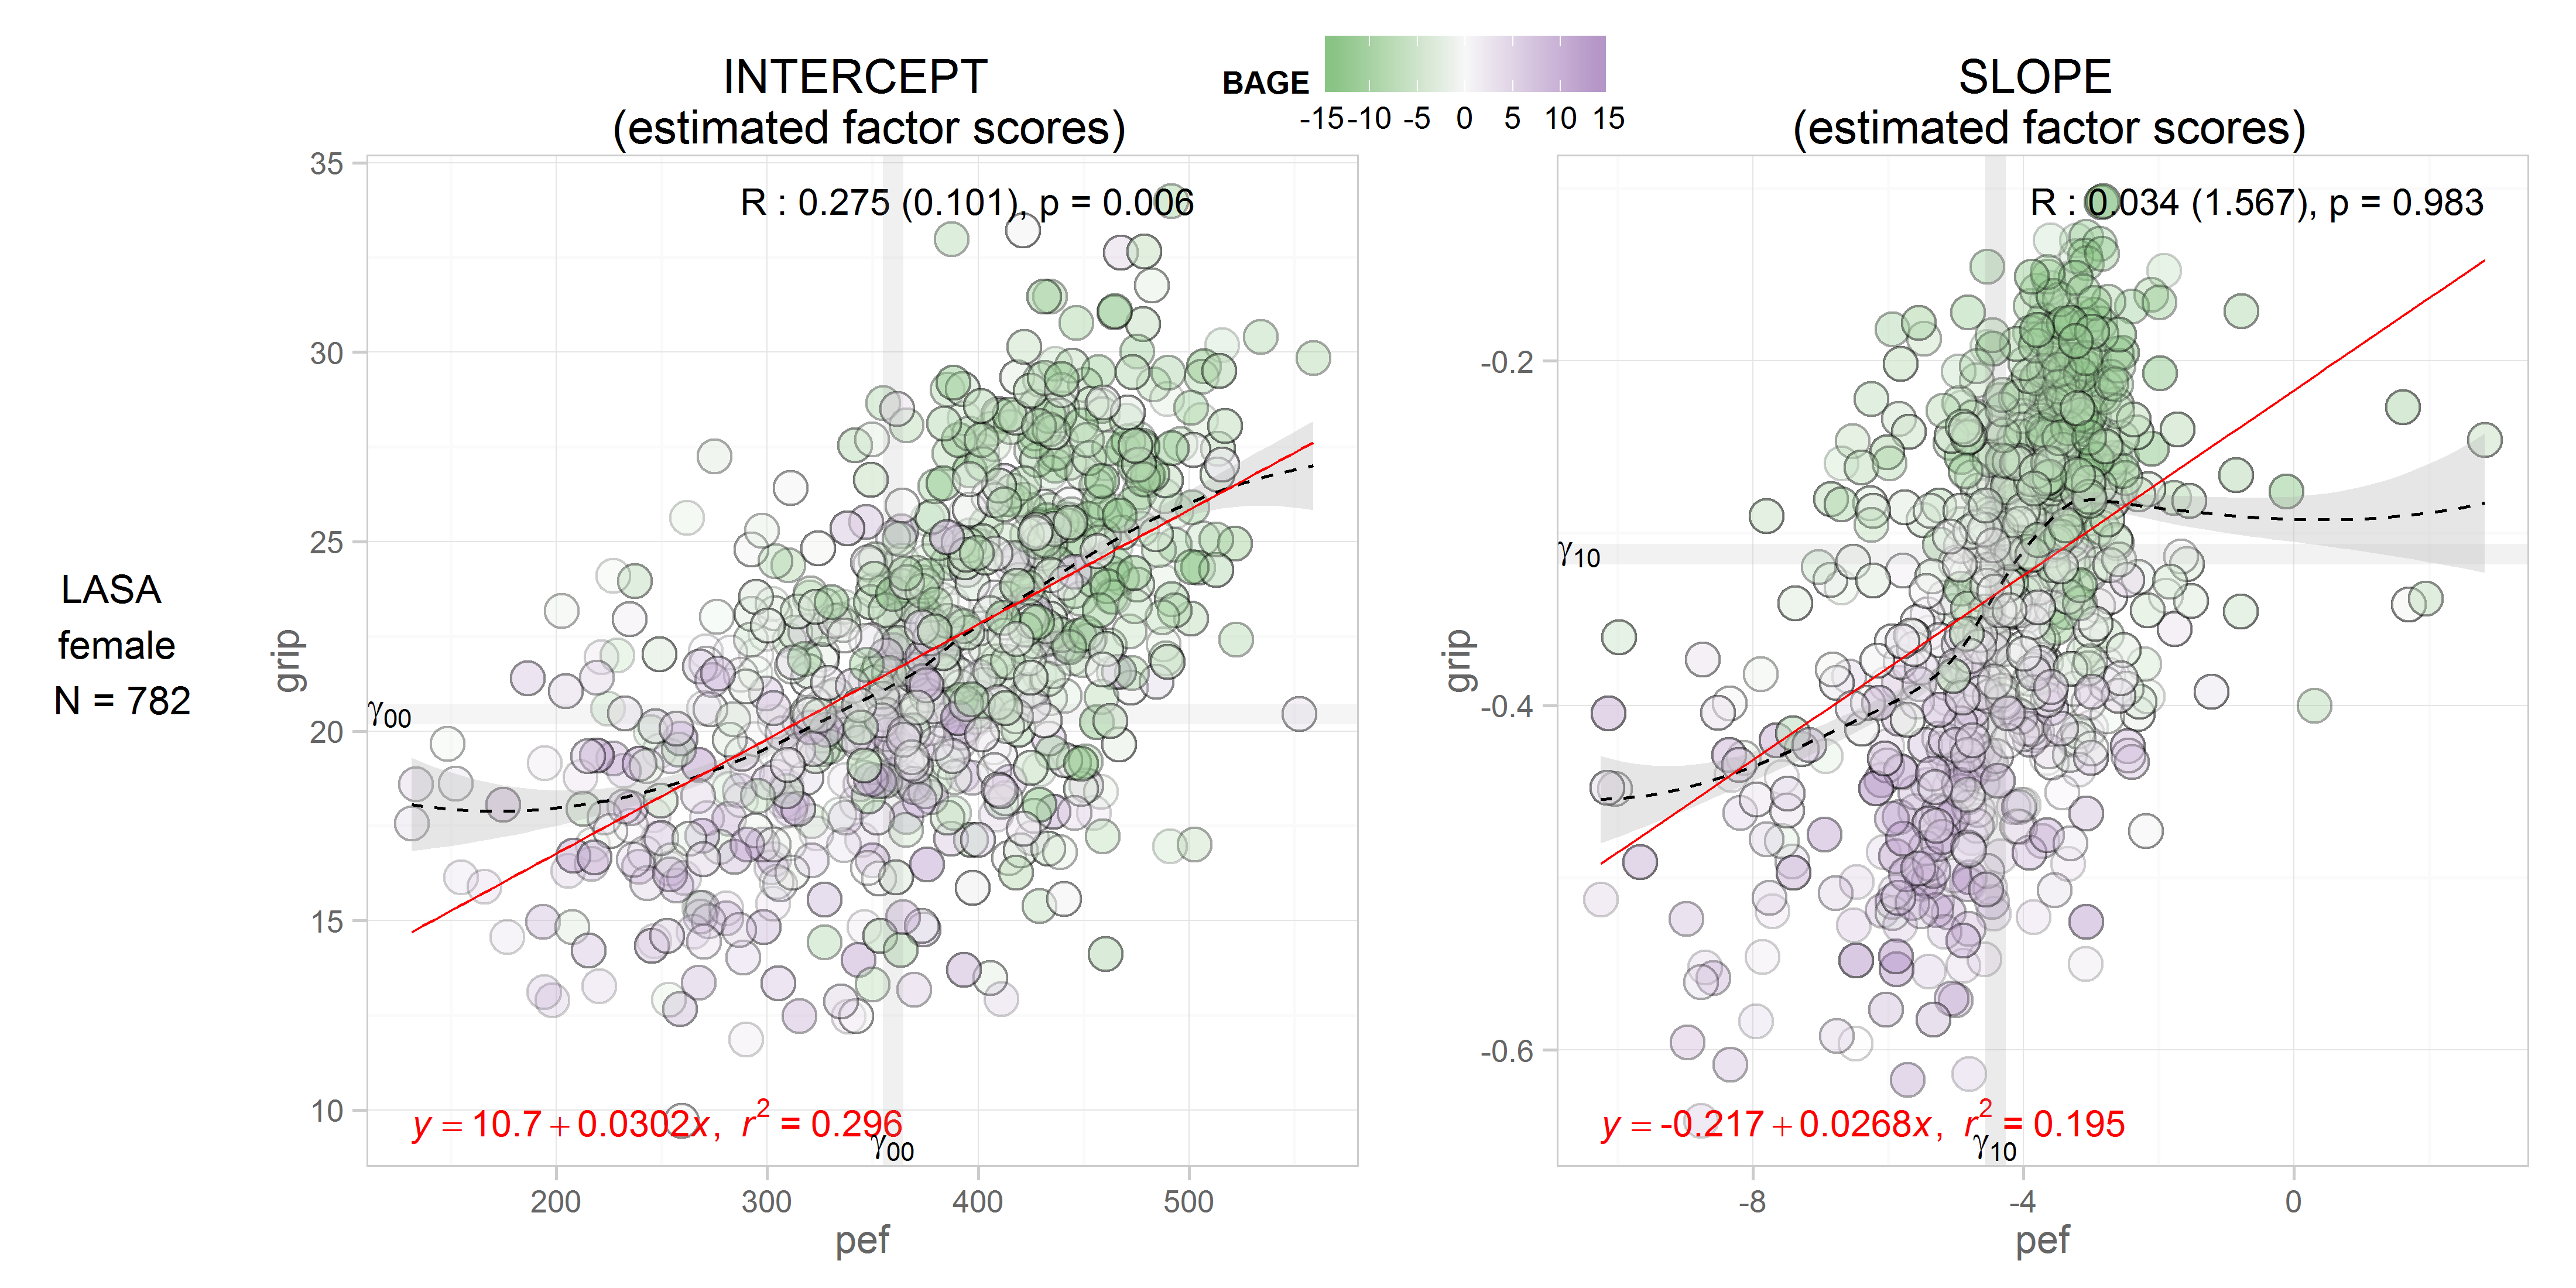 INTERCEPT
(estimated factor scores)
BAGE
-15 -10 -5 0 5 10 15
SLOPE
(estimated factor scores)
LASA
female
N = 782
R : 0.275 (0.101), p = 0.006
35
30
25
20
15
10
grip
γ00
y = 10.7 + 0.0302x, r² = 0.296
γ00
200 300 400 500
pef
R : 0.034 (1.567), p = 0.983
-0.2
-0.4
-0.6
grip
γ10
y = -0.217 + 0.0268x, r² = 0.195
γ10
-8 -4 0
pef